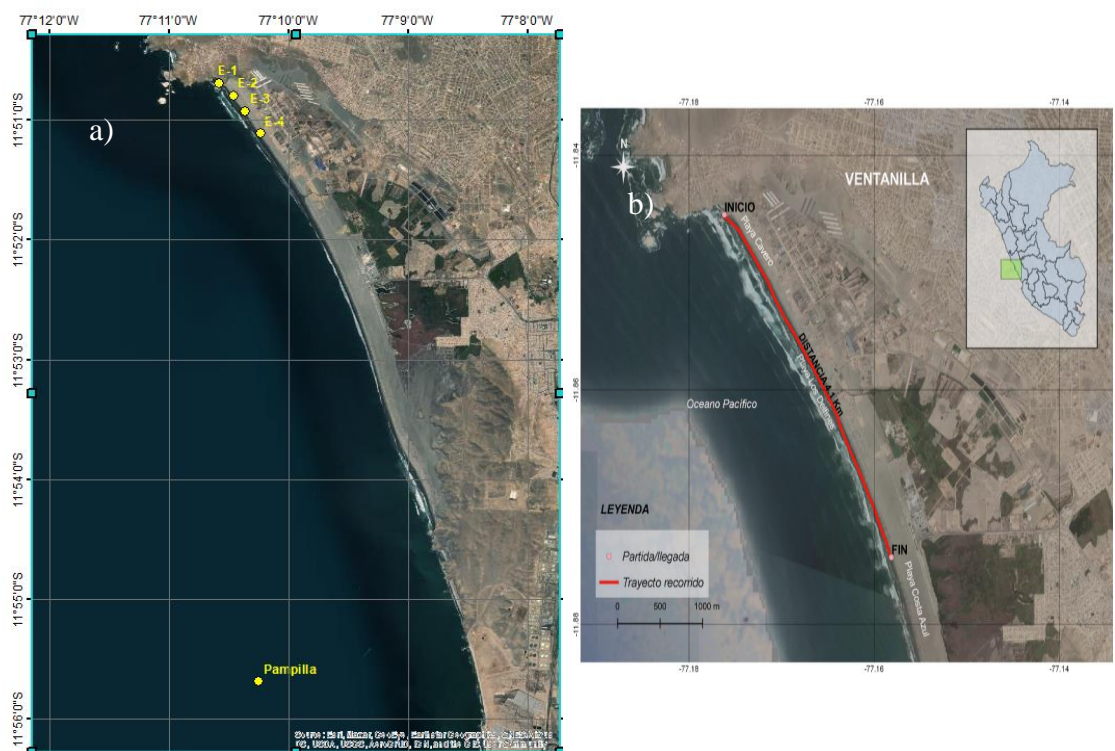 77°12'0"W 77°11'0"W 77°10'0"W 77°9'0"W 77°8'0"W
11°51'0"S
11°52'0"S
11°53'0"S
11°54'0"S
11°55'0"S
11°56'0"S
a)
E-1
E-2
E-3
E-4
Pampilla
-77.18 -77.16 -77.14
-11.84
-11.86
-11.88
b)
N
VENTANILLA
INICIO
Playa Cavero
DISTANCIA 4.1 Km
Oceano Pacífico
FIN
Playa Costa Azul
LEYENDA
Partida/llegada
Trayecto recorrido
0 500 1000 m
-77.18 -77.16 -77.14